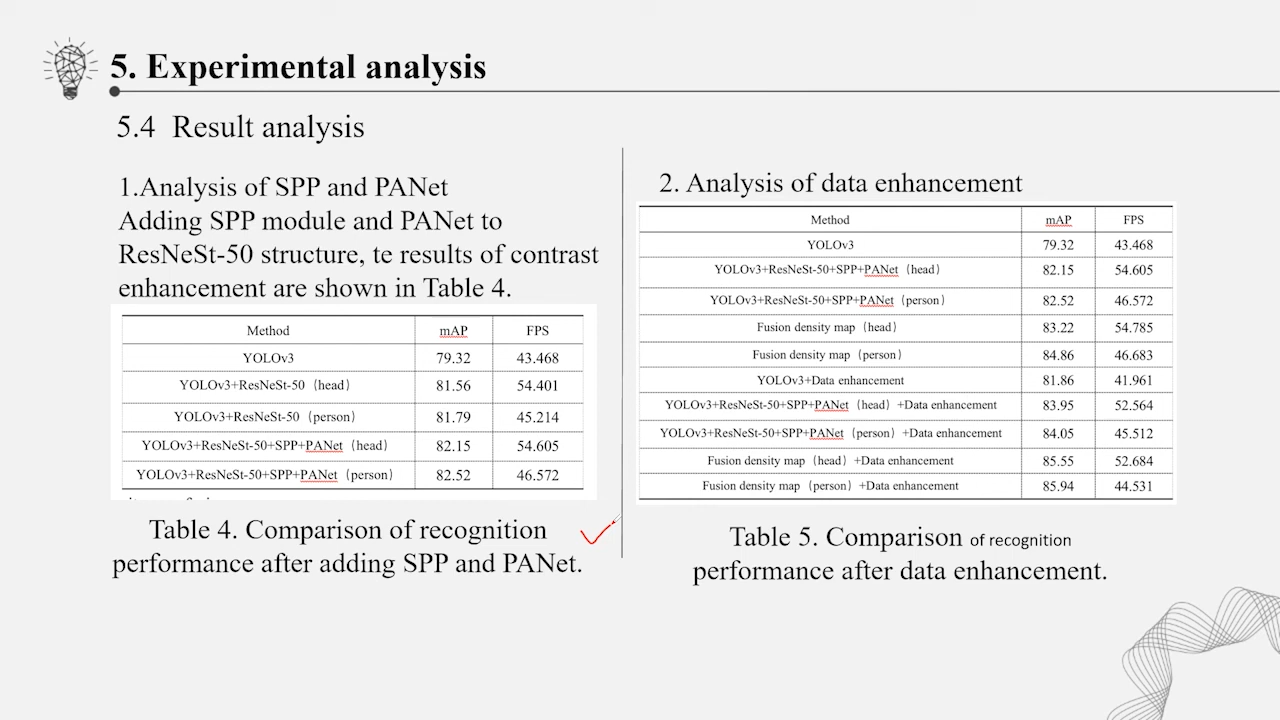 5. Experimental analysis
5.4 Result analysis
1.Analysis of SPP and PANet
Adding SPP module and PANet to
ResNeSt-50 structure, te results of contrast
enhancement are shown in Table 4.
Method mAP FPS
YOLOv3 79.32 43.468
YOLOv3+ResNeSt-50 (head) 81.56 54.401
YOLOv3+ResNeSt-50 (person) 81.79 45.214
YOLOv3+ResNeSt-50+SPP+PANet (head) 82.15 54.605
YOLOv3+ResNeSt-50+SPP+PANet (person) 82.52 46.572
Table 4. Comparison of recognition
performance after adding SPP and PANet.
2. Analysis of data enhancement
Method mAP FPS
YOLOv3 79.32 43.468
YOLOv3+ResNeSt-50+SPP+PANet (head) 82.15 54.605
YOLOv3+ResNeSt-50+SPP+PANet (person) 82.52 46.572
Fusion density map (head) 83.22 54.785
Fusion density map (person) 84.86 46.683
YOLOv3+Data enhancement 81.86 41.961
YOLOv3+ResNeSt-50+SPP+PANet (head) +Data enhancement 83.95 52.564
YOLOv3+ResNeSt-50+SPP+PANet (person) +Data enhancement 84.05 45.512
Fusion density map (head) +Data enhancement 85.55 52.684
Fusion density map (person) +Data enhancement 85.94 44.531
Table 5. Comparison of recognition
performance after data enhancement.